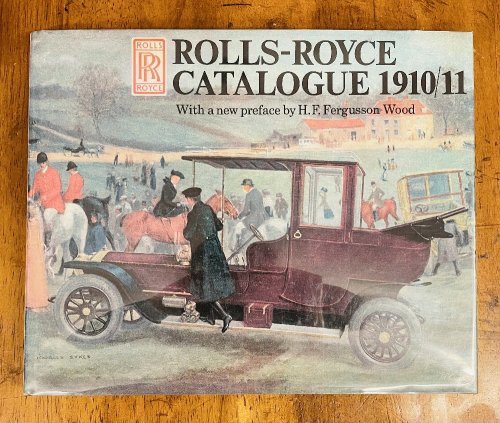 ROLLS
RR
ROYCE
ROLLS-ROYCE
CATALOGUE 1910/11
With a new preface by H.F. Fergusson Wood
CHARLES SYKES